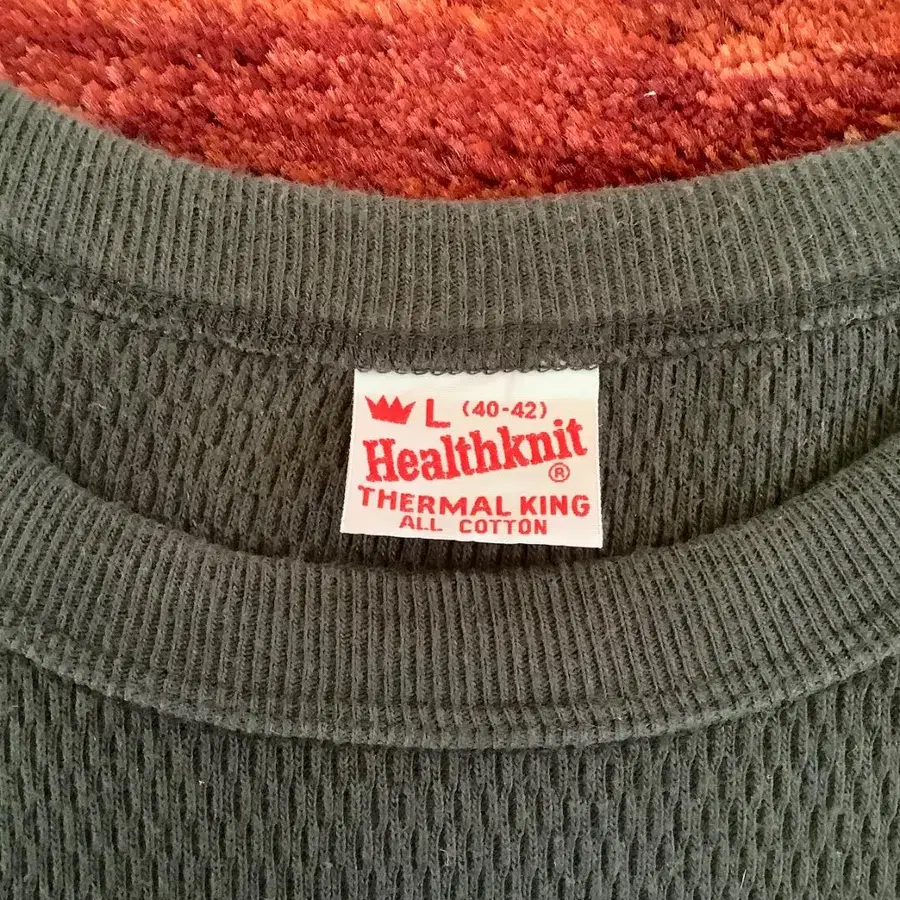 L (40-42)
Healthknit
®
THERMAL KING
ALL COTTON